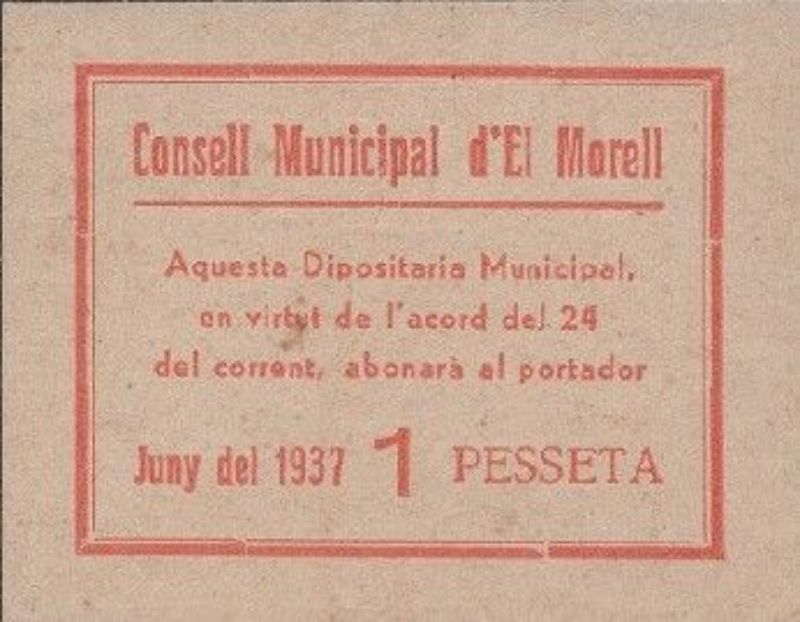 Consell Municipal d'El Morell
Aquesta Dipositaria Municipal,
en virtut de l'acord del 24
del corrent, abonarà al portador
Juny del 1937 1 PESSETA